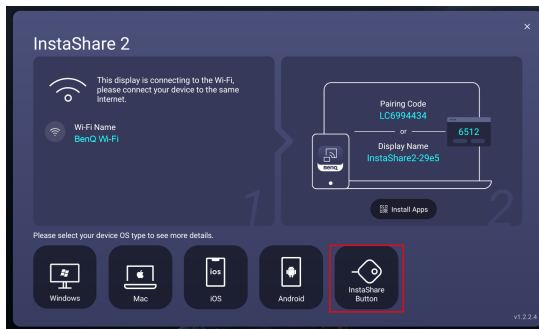 InstaShare 2
This display is connecting to the Wi-Fi,
please connect your device to the same
Internet.
Wi-Fi Name
BenQ Wi-Fi
1
Pairing Code
LC6994434
or
Display Name
InstaShare2-29e5
6512
BenQ
Install Apps
2
Please select your device OS type to see more details.
Windows
Mac
iOS
iOS
Android
InstaShare
Button
v1.2.2.4